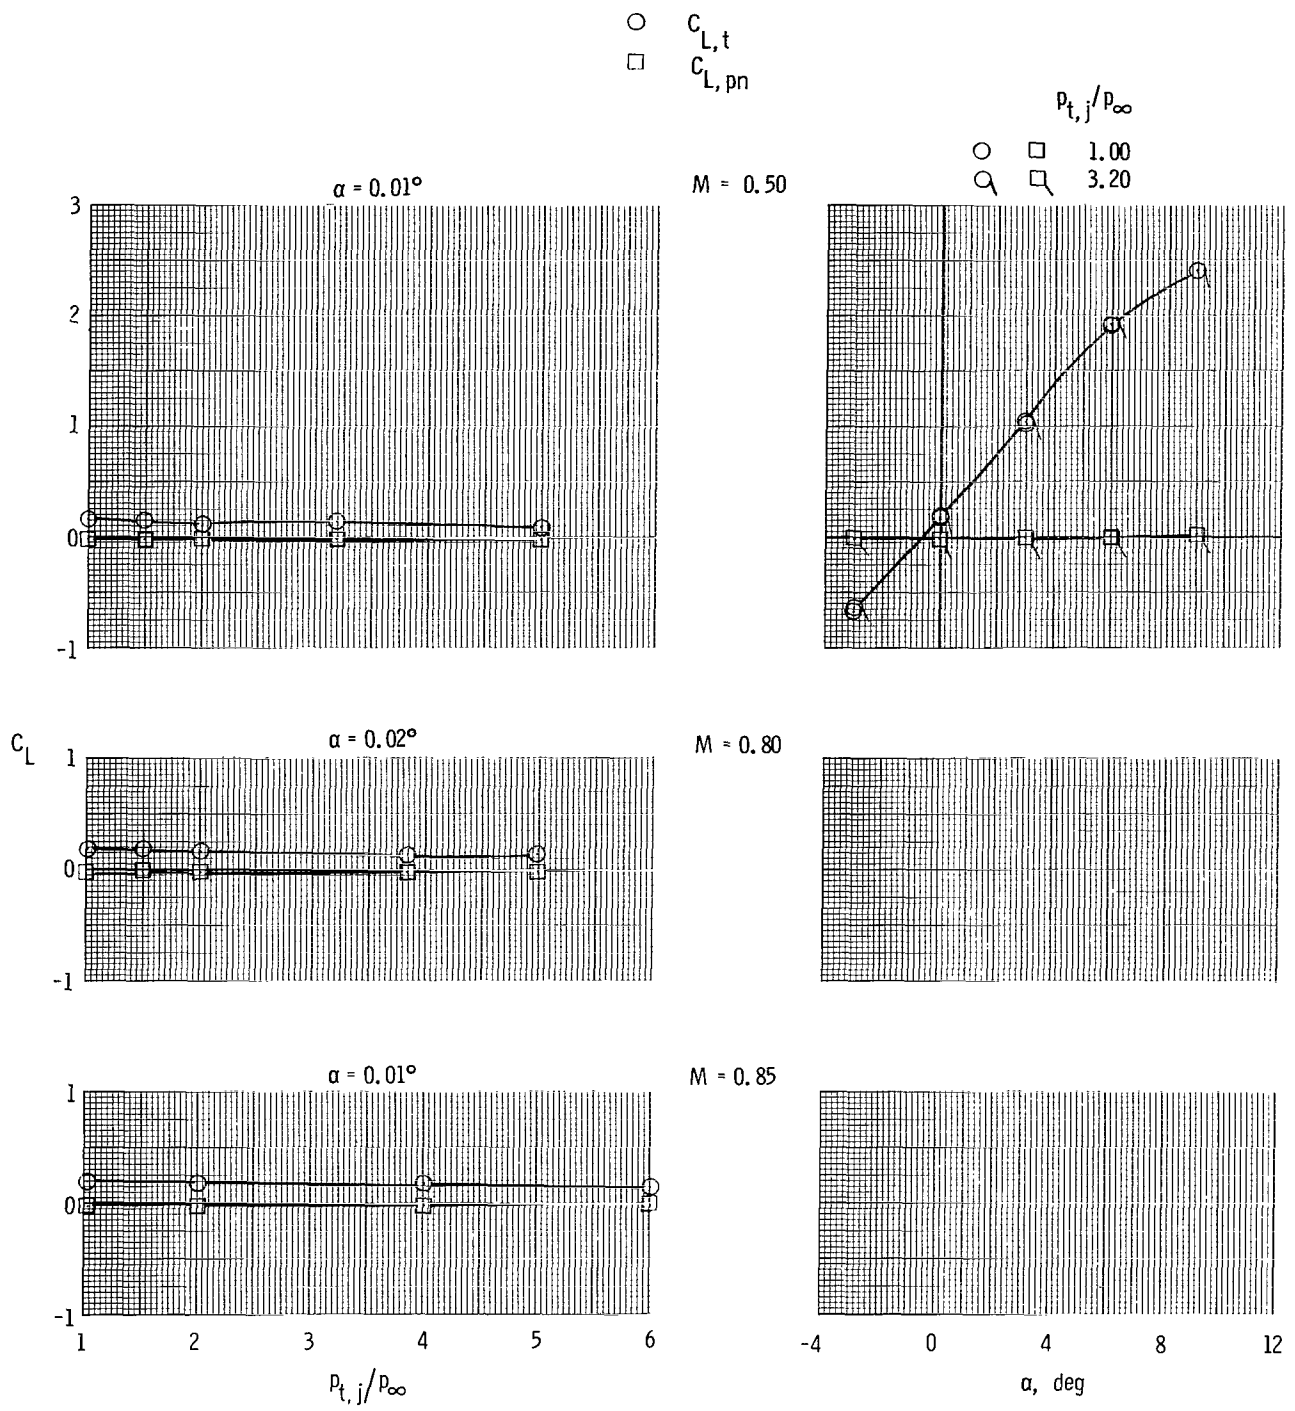 C_L,t
C_L,pn
p_t,j/p_∞
1.00
3.20
α = 0.01°
M = 0.50
3
2
1
0
-1
α = 0.02°
M = 0.80
C_L
1
0
-1
α = 0.01°
M = 0.85
1
0
-1
1 2 3 4 5 6
-4 0 4 8 12
p_t,j/p_∞
α, deg